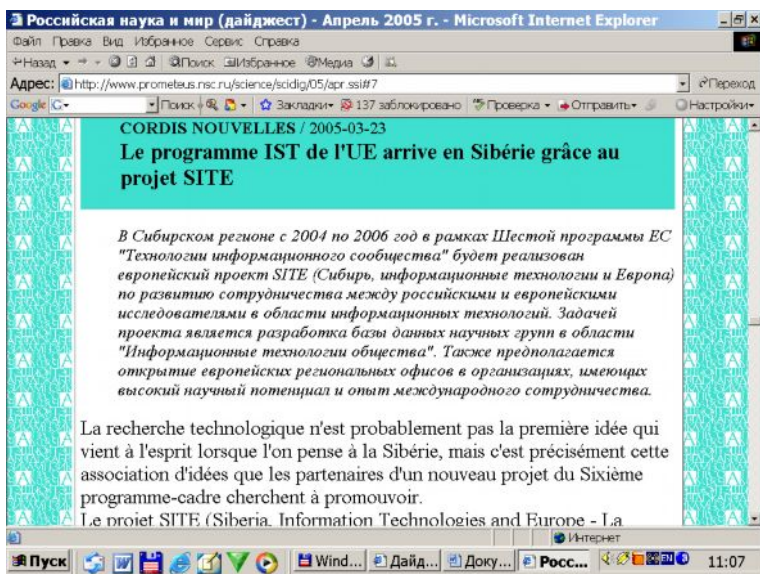 Российская наука и мир (дайджест) - Апрель 2005 г. - Microsoft Internet Explorer
Файл Правка Вид Избранное Сервис Справка
Назад Поиск Избранное Медиа
Адрес: http://www.prometeus.nsc.ru/science/scidig/05/apr.ssi#7 Переход
Google G Поиск Закладки 137 заблокировано Проверка Отправить Настройки
CORDIS NOUVELLES / 2005-03-23
Le programme IST de l'UE arrive en Sibérie grâce au
projet SITE
В Сибирском регионе с 2004 по 2006 год в рамках Шестой программы ЕС
"Технологии информационного сообщества" будет реализован
европейский проект SITE (Сибирь, информационные технологии и Европа)
по развитию сотрудничества между российскими и европейскими
исследователями в области информационных технологий. Задачей
проекта является разработка базы данных научных групп в области
"Информационные технологии общества". Также предполагается
открытие европейских региональных офисов в организациях, имеющих
высокий научный потенциал и опыт международного сотрудничества.
La recherche technologique n'est probablement pas la première idée qui
vient à l'esprit lorsque l'on pense à la Sibérie, mais c'est précisément cette
association d'idées que les partenaires d'un nouveau projet du Sixième
programme-cadre cherchent à promouvoir.
Le projet SITE (Siberia, Information Technologies and Europe - La
Интернет
Пуск Wind... Дайд... Доку... Росс... EN 11:07